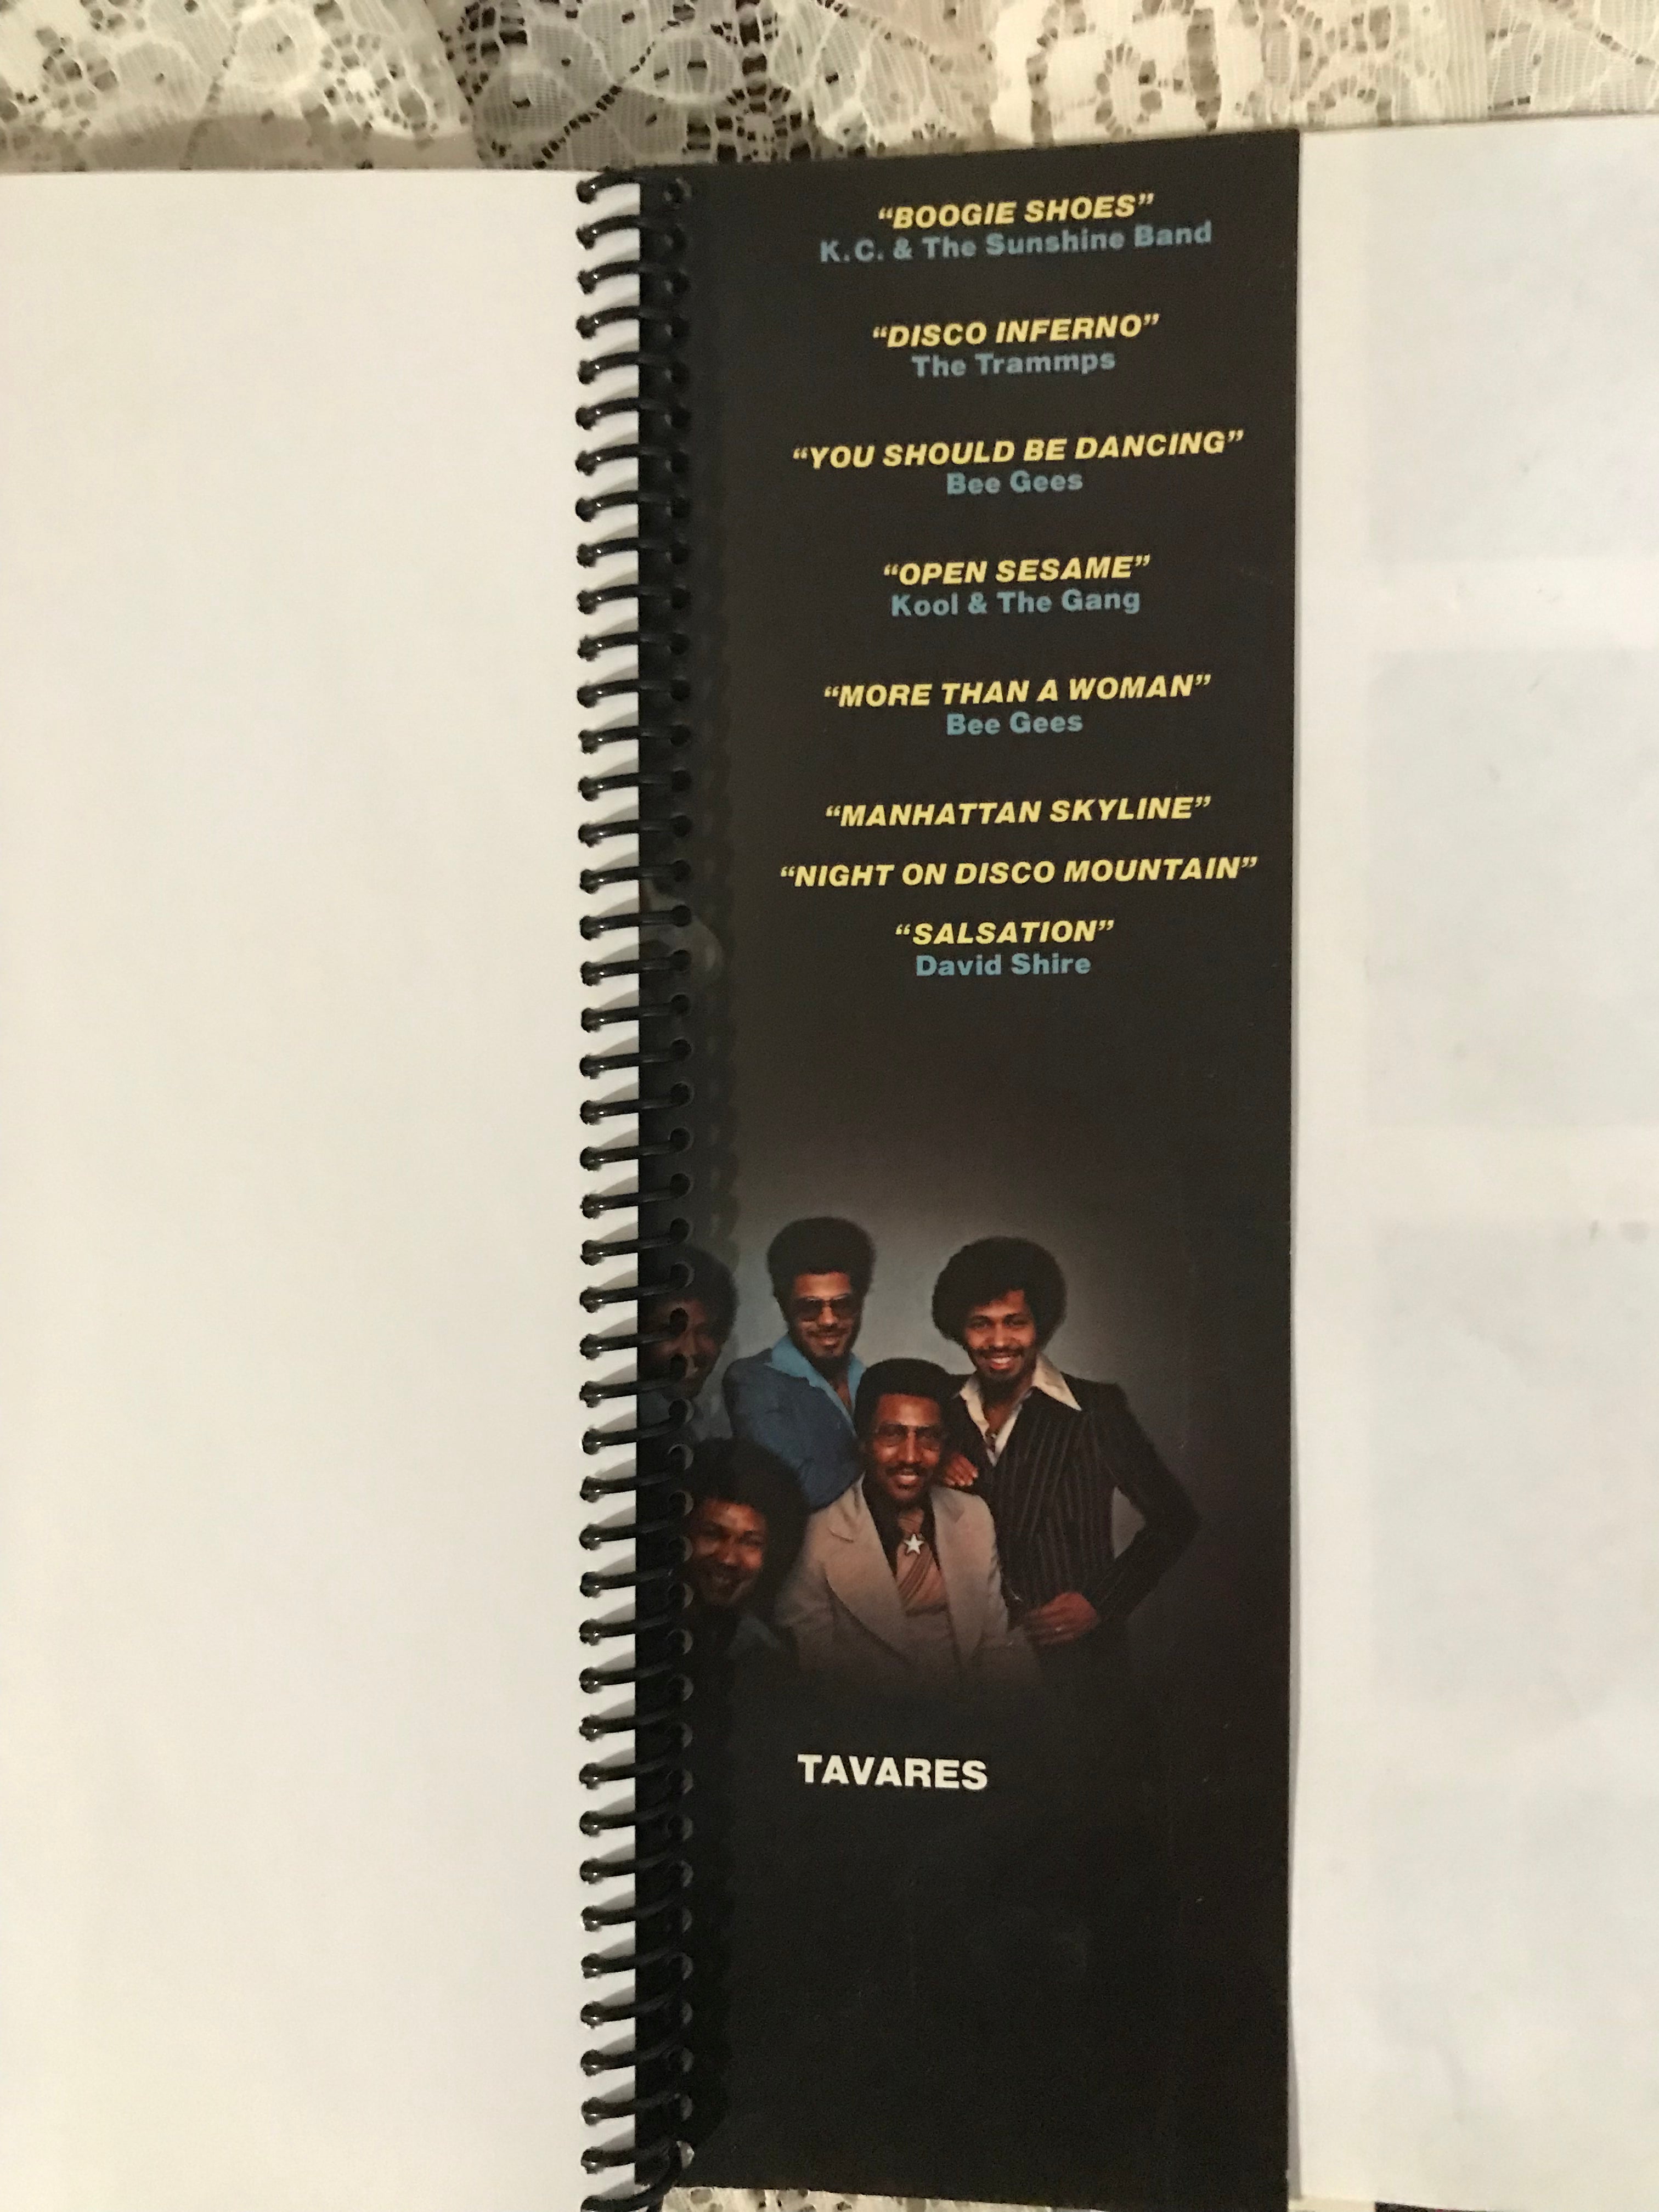 “BOOGIE SHOES”
K.C. & The Sunshine Band
“DISCO INFERNO”
The Trammps
“YOU SHOULD BE DANCING”
Bee Gees
“OPEN SESAME”
Kool & The Gang
“MORE THAN A WOMAN”
Bee Gees
“MANHATTAN SKYLINE”
“NIGHT ON DISCO MOUNTAIN”
“SALSATION”
David Shire
TAVARES